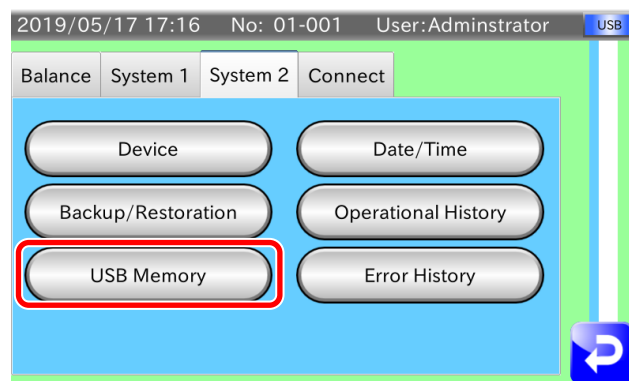 2019/05/17 17:16 No: 01-001 User:Adminstrator USB
Balance System 1 System 2 Connect
Device Date/Time
Backup/Restoration Operational History
USB Memory Error History